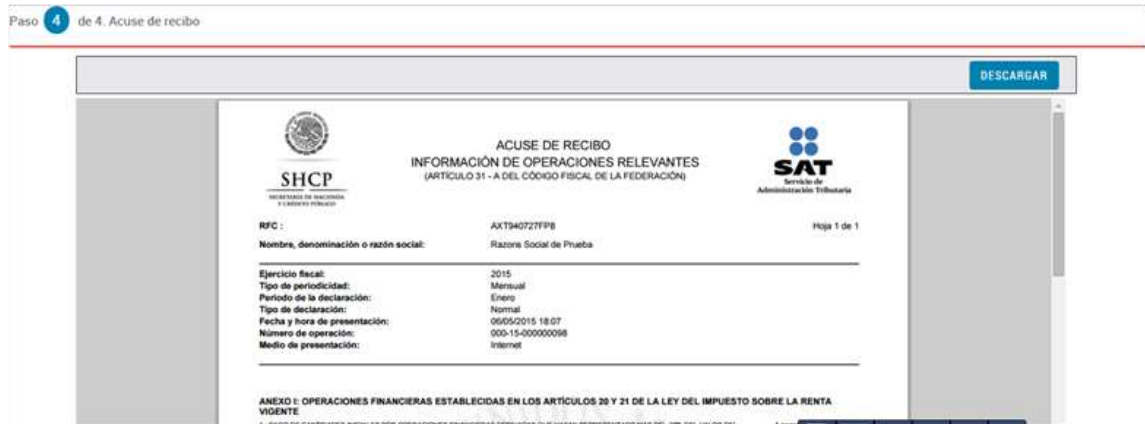 Paso 4 de 4. Acuse de recibo
DESCARGAR
SHCP
SECRETARÍA DE HACIENDA
Y CRÉDITO PÚBLICO
ACUSE DE RECIBO
INFORMACIÓN DE OPERACIONES RELEVANTES
(ARTÍCULO 31 - A DEL CÓDIGO FISCAL DE LA FEDERACIÓN)
SAT
Servicio de
Administración Tributaria
RFC : AXT940727FP8 Hoja 1 de 1
Nombre, denominación o razón social: Razons Social de Prueba
Ejercicio fiscal: 2015
Tipo de periodicidad: Mensual
Periodo de la declaración: Enero
Tipo de declaración: Normal
Fecha y hora de presentación: 06/05/2015 18:07
Número de operación: 000-15-000000098
Medio de presentación: Internet
ANEXO I: OPERACIONES FINANCIERAS ESTABLECIDAS EN LOS ARTÍCULOS 20 Y 21 DE LA LEY DEL IMPUESTO SOBRE LA RENTA
VIGENTE